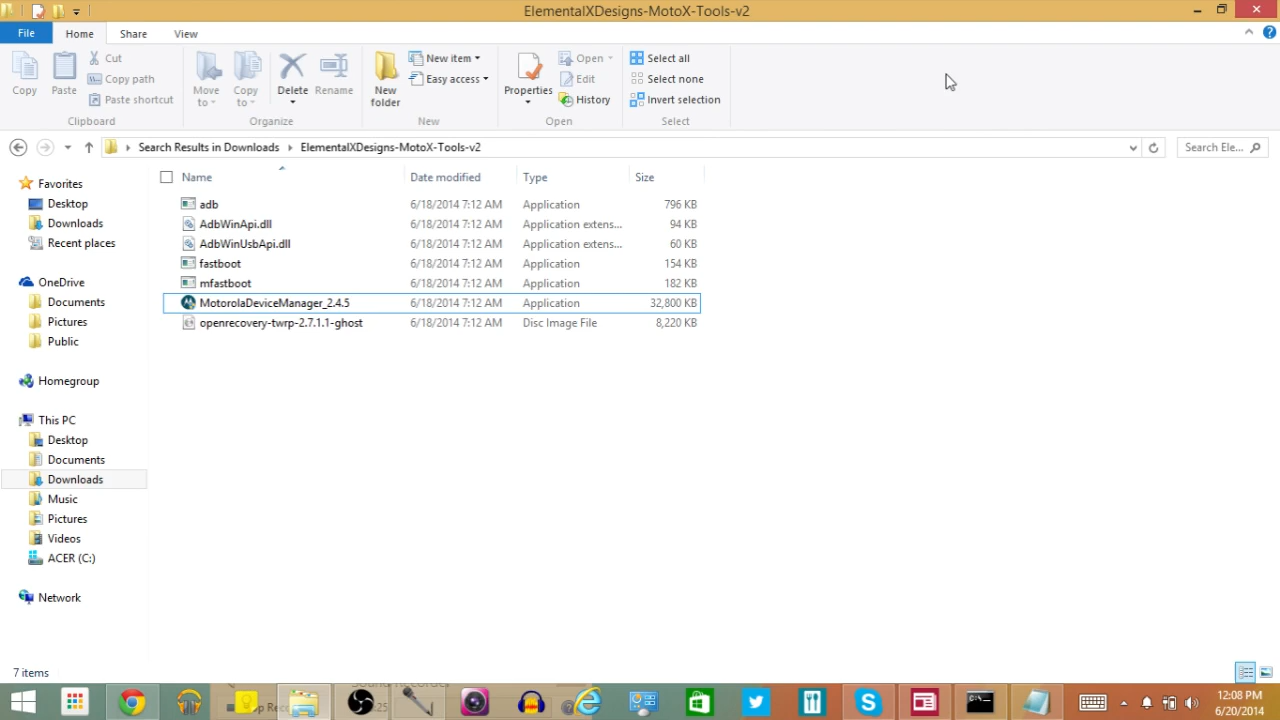 ElementalXDesigns-MotoX-Tools-v2
File Home Share View
Copy
Paste
Cut
Copy path
Paste shortcut
Clipboard
Move to
Copy to
Delete
Rename
Organize
New folder
New item
Easy access
New
Properties
Open
Edit
History
Open
Select all
Select none
Invert selection
Select
Search Results in Downloads ElementalXDesigns-MotoX-Tools-v2
Search Ele...
Favorites
Desktop
Downloads
Recent places
OneDrive
Documents
Pictures
Public
Homegroup
This PC
Desktop
Documents
Downloads
Music
Pictures
Videos
ACER (C:)
Network
Name Date modified Type Size
adb 6/18/2014 7:12 AM Application 796 KB
AdbWinApi.dll 6/18/2014 7:12 AM Application extens... 94 KB
AdbWinUsbApi.dll 6/18/2014 7:12 AM Application extens... 60 KB
fastboot 6/18/2014 7:12 AM Application 154 KB
mfastboot 6/18/2014 7:12 AM Application 182 KB
MotorolaDeviceManager_2.4.5 6/18/2014 7:12 AM Application 32,800 KB
openrecovery-twrp-2.7.1.1-ghost 6/18/2014 7:12 AM Disc Image File 8,220 KB
7 items
12:08 PM
6/20/2014